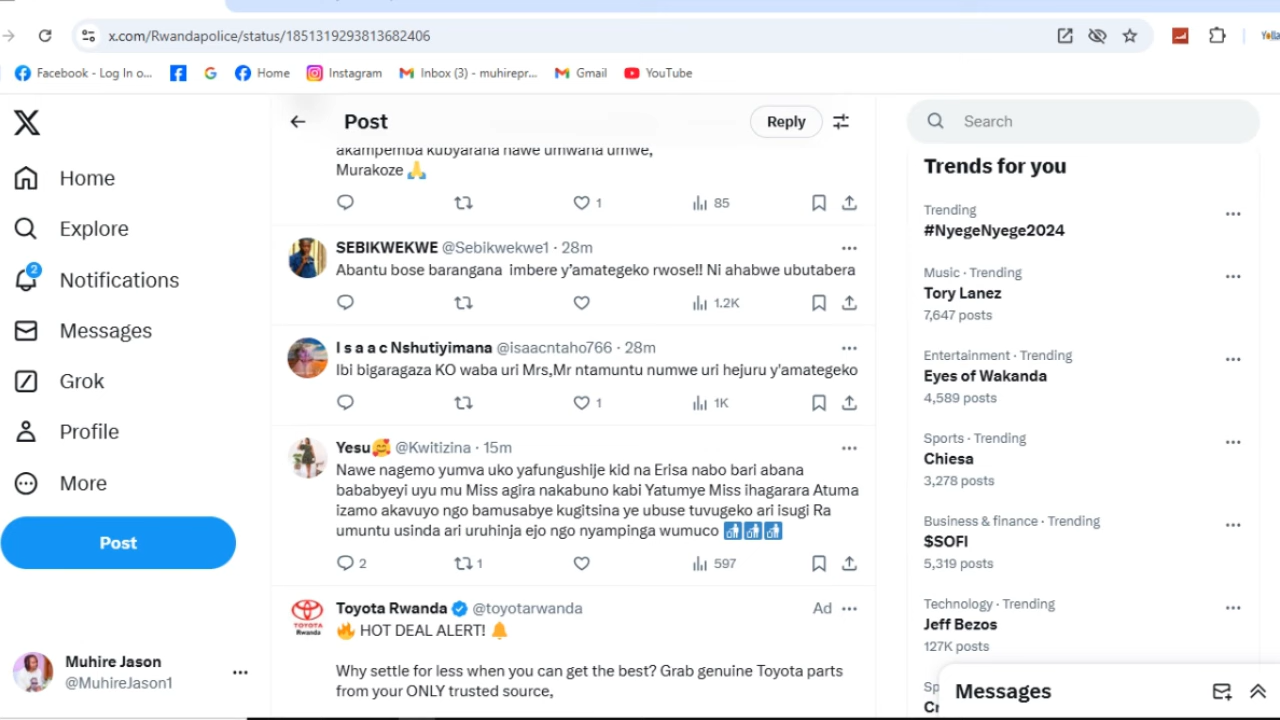 x.com/Rwandapolice/status/1851319293813682406
Facebook - Log In o...
Home
Instagram
Inbox (3) - muhirepr...
Gmail
YouTube
Home
Explore
2
Notifications
Messages
Grok
Profile
More
Post
Muhire Jason
@MuhireJason1
Post
Reply
akampemba kubyarana nawe umwana umwe,
Murakoze 🙏
1
85
SEBIKWEKWE @Sebikwekwe1 · 28m
Abantu bose barangana imbere y’amategeko rwose!! Ni ahabwe ubutabera
1.2K
I s a a c Nshutiyimana @isaacntaho766 · 28m
Ibi bigaragaza KO waba uri Mrs,Mr ntamuntu numwe uri hejuru y'amategeko
1
1K
Yesu🥰 @Kwitizina · 15m
Nawe nagemo yumva uko yafungushije kid na Erisa nabo bari abana
bababyeyi uyu mu Miss agira nakabuno kabi Yatumye Miss ihagarara Atuma
izamo akavuyo ngo bamusabye kugitsina ye ubuse tuvugeko ari isugi Ra
umuntu usinda ari uruhinja ejo ngo nyampinga wumuco 🚮🚮🚮
2
1
597
Toyota Rwanda @toyotarwanda
Ad
TOYOTA
Rwanda
🔥 HOT DEAL ALERT! 🔔
Why settle for less when you can get the best? Grab genuine Toyota parts
from your ONLY trusted source,
Search
Trends for you
Trending
#NyegeNyege2024
Music · Trending
Tory Lanez
7,647 posts
Entertainment · Trending
Eyes of Wakanda
4,589 posts
Sports · Trending
Chiesa
3,278 posts
Business & finance · Trending
$SOFI
5,319 posts
Technology · Trending
Jeff Bezos
127K posts
Messages